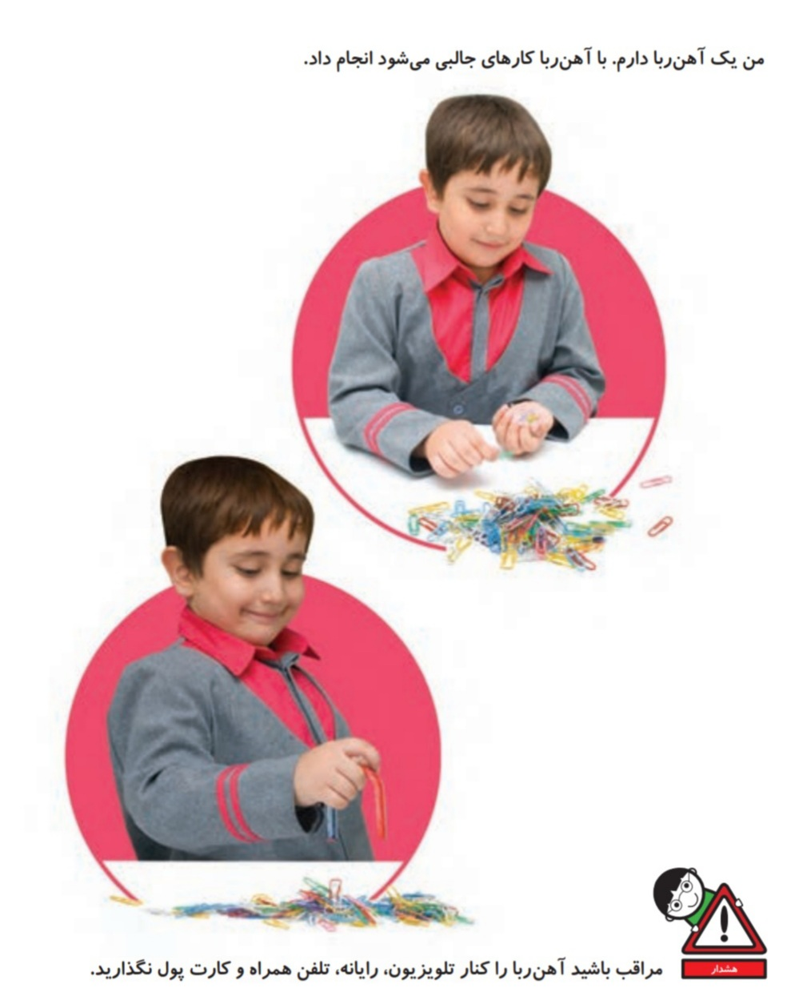 من یک آهن‌ربا دارم. با آهن‌ربا کارهای جالبی می‌شود انجام داد.
مراقب باشید آهن‌ربا را کنار تلویزیون، رایانه، تلفن همراه و کارت پول نگذارید.
هشدار